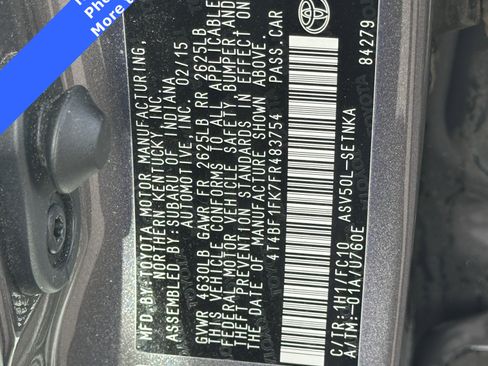 MFD. BY:TOYOTA MOTOR MANUFACTURING,
NORTHERN KENTUCKY, INC.
ASSEMBLED BY:SUBARU OF INDIANA
AUTOMOTIVE, INC. 02/15
GVWR 4630LB GAWR FR 2625LB RR 2625LB
THIS VEHICLE CONFORMS TO ALL APPLICABLE
FEDERAL MOTOR VEHICLE SAFETY, BUMPER, AND
THEFT PREVENTION STANDARDS IN EFFECT ON
THE DATE OF MANUFACTURE SHOWN ABOVE.
4T4BF1FK7FR483754 PASS.CAR
C/TR:1H1/FC10 ASV50L-SETNKA
A/TM:-01A/U760E
84279
More